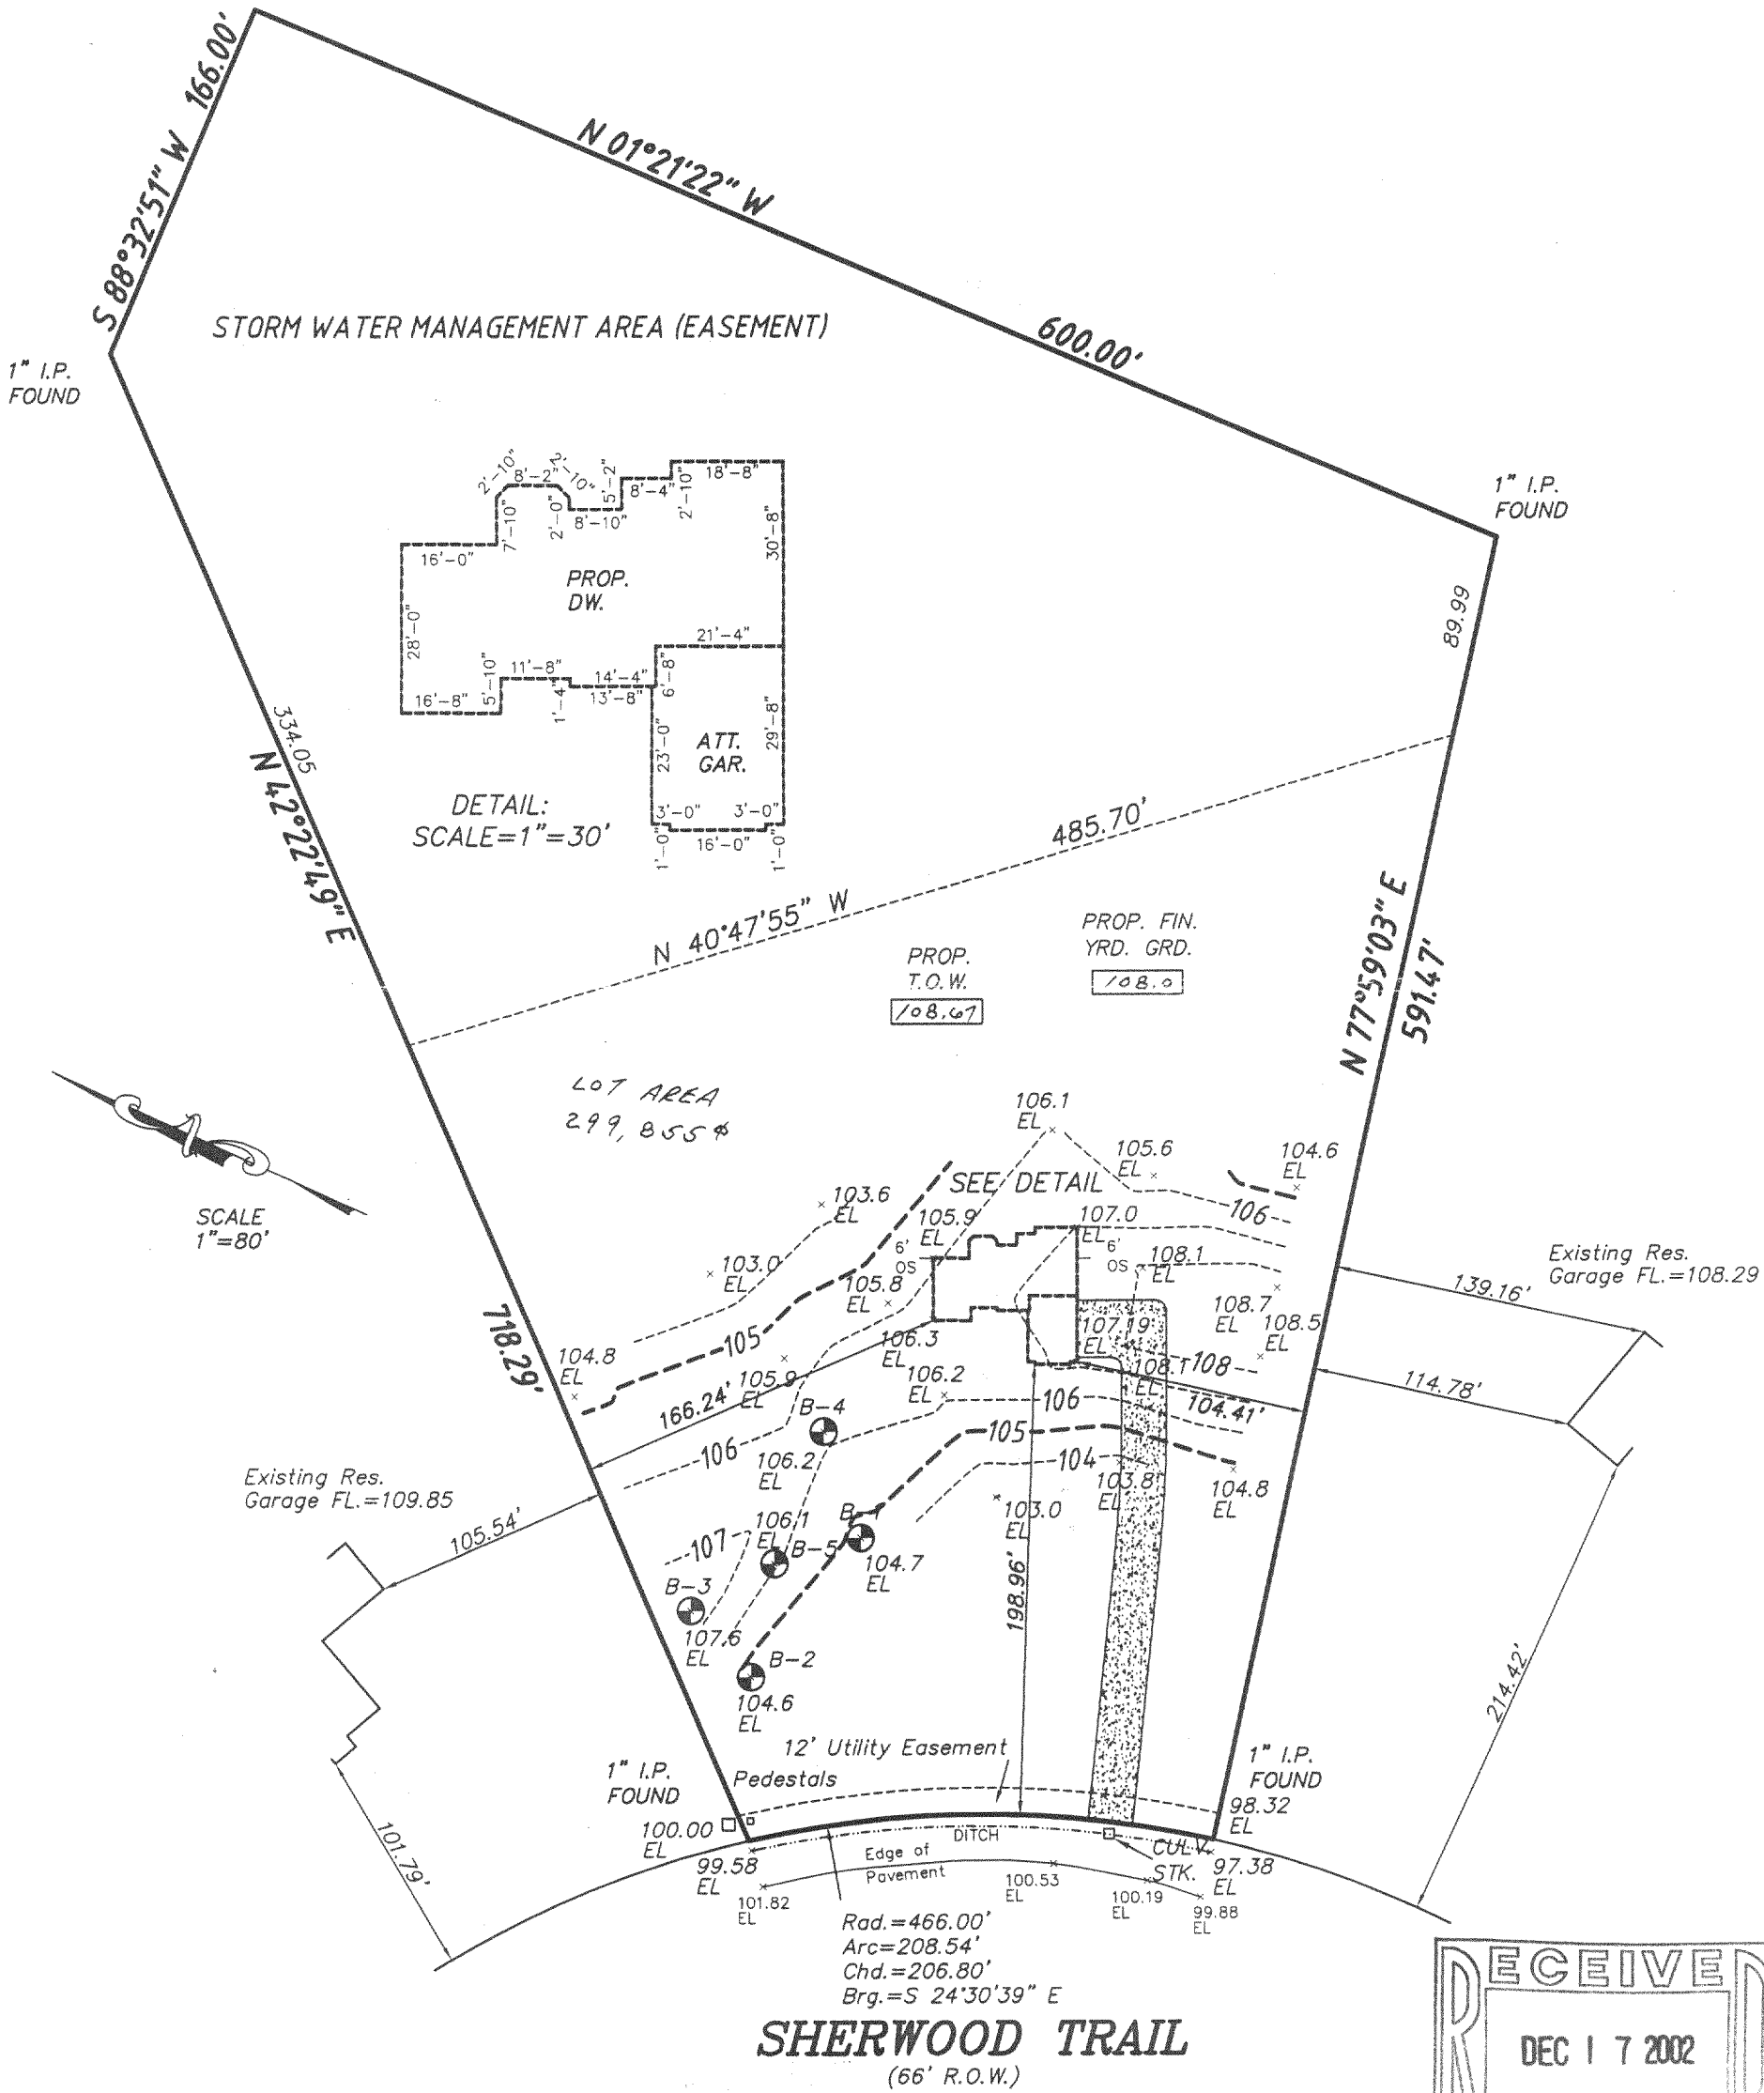 S 88°32'51" W 166.00'
N 01°21'22" W
600.00'
STORM WATER MANAGEMENT AREA (EASEMENT)
1" I.P.
FOUND
1" I.P.
FOUND
2'-10"
8'-2"
2'-10"
5'-2"
8'-4"
2'-10"
18'-8"
7'-10"
2'-0"
8'-10"
30'-8"
16'-0"
PROP.
DW.
28'-0"
21'-4"
11'-8"
14'-4"
6'-8"
5'-10"
16'-8"
1'-4"
13'-8"
23'-0"
ATT.
GAR.
29'-8"
3'-0"
3'-0"
1'-0"
16'-0"
1'-0"
DETAIL:
SCALE=1"=30'
89.99
334.05
N 42°22'49" E
718.29'
485.70'
N 40°47'55" W
N 77°59'03" E
591.47'
PROP.
T.O.W.
108.67
PROP. FIN.
YRD. GRD.
108.0
LOT AREA
299,855
SCALE
1"=80'
106.1
EL
105.6
EL
104.6
EL
SEE DETAIL
103.6
EL
105.9
EL
107.0
EL
106
6'
OS
6'
OS
108.1
EL
103.0
EL
105.8
EL
Existing Res.
Garage FL.=108.29
139.16'
108.7
EL
108.5
EL
105
106.3
EL
107.19
EL
108.1
EL
108
104.8
EL
105.9
EL
106.2
EL
166.24'
106
104.41'
114.78'
B-4
105
106
106.2
EL
104
103.8
EL
104.8
EL
Existing Res.
Garage FL.=109.85
105.54'
103.0
EL
106.1
EL
B-1
107
B-5
104.7
EL
B-3
107.6
EL
198.96'
B-2
104.6
EL
214.42'
12' Utility Easement
1" I.P.
FOUND
Pedestals
1" I.P.
FOUND
98.32
EL
100.00
EL
DITCH
101.79'
99.58
EL
Edge of
Pavement
CULV.
STK.
97.38
EL
101.82
EL
100.53
EL
100.19
EL
99.88
EL
Rad.=466.00'
Arc=208.54'
Chd.=206.80'
Brg.=S 24°30'39" E
SHERWOOD TRAIL
(66' R.O.W.)
RECEIVED
DEC 17 2002